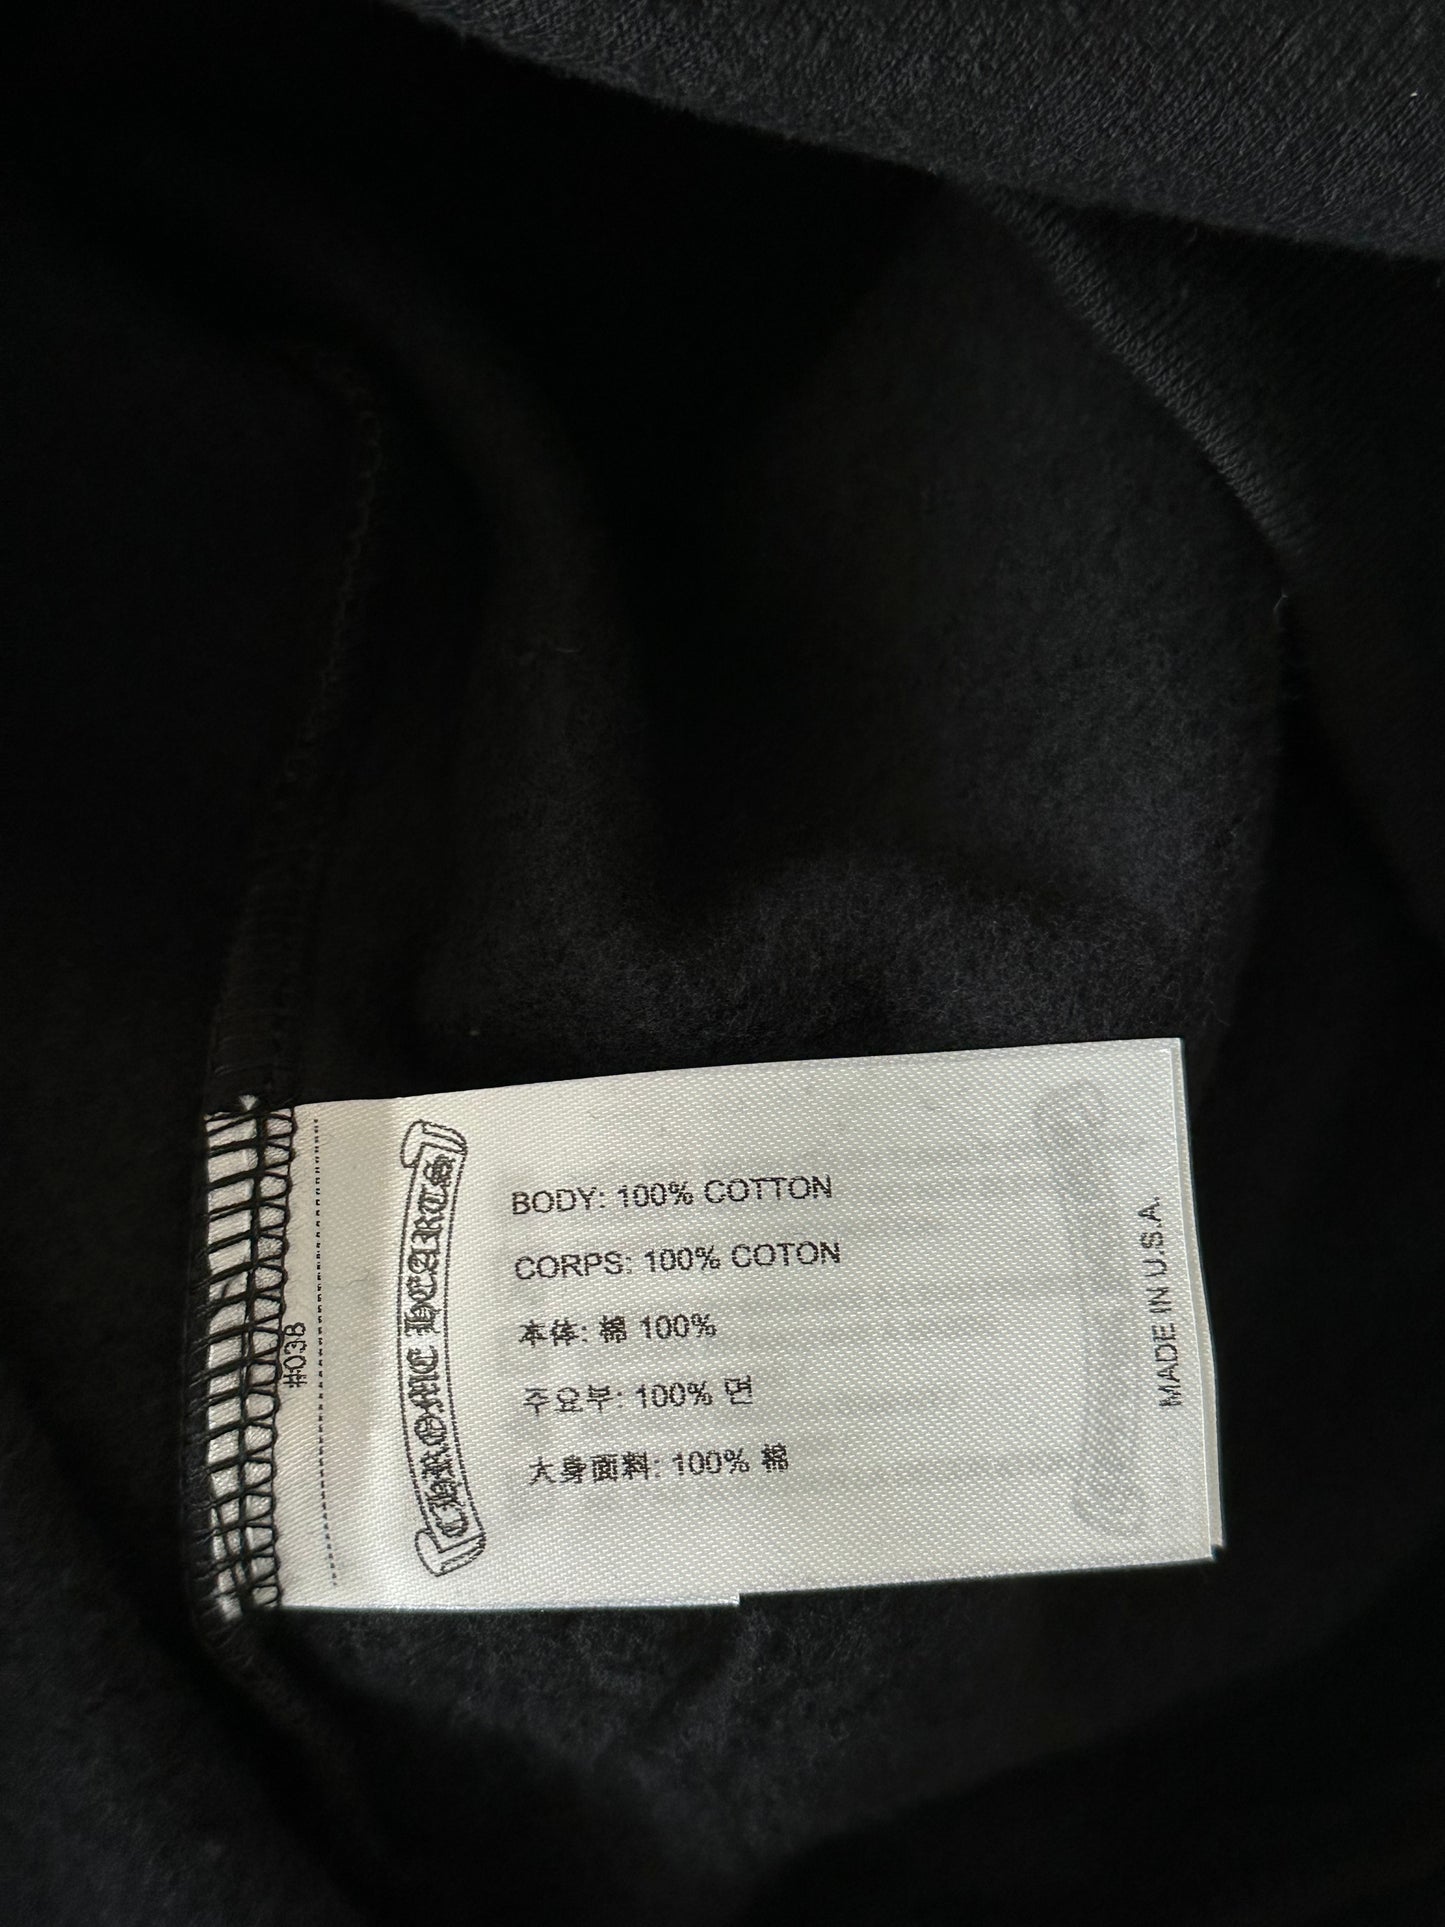 #038
CHROME HEARTS
BODY: 100% COTTON
CORPS: 100% COTON
本体: 棉 100%
주요부: 100% 면
大身面料: 100% 棉
MADE IN U.S.A.